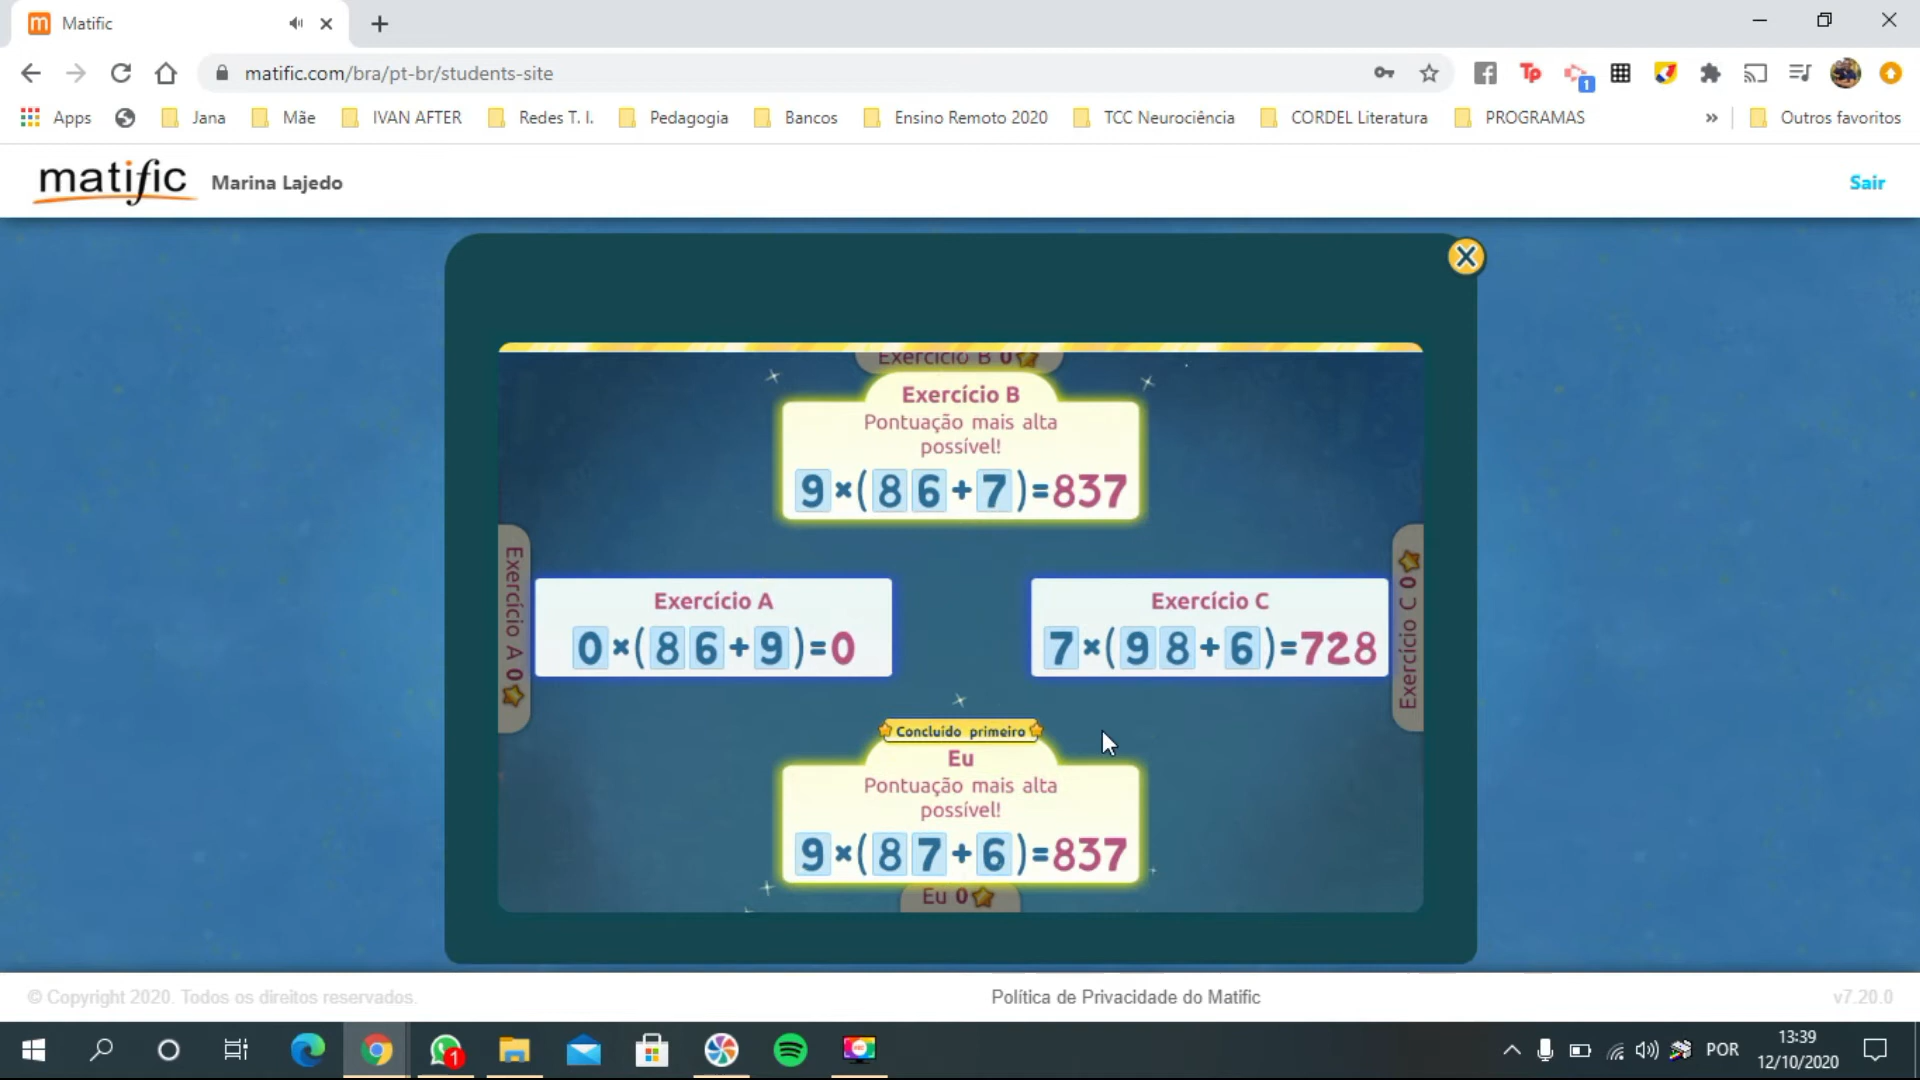 Matific
matific.com/bra/pt-br/students-site
1
Apps
Jana
Mãe
IVAN AFTER
Redes T. I.
Pedagogia
Bancos
Ensino Remoto 2020
TCC Neurociência
CORDEL Literatura
PROGRAMAS
»
Outros favoritos
matific
Marina Lajedo
Sair
Exercício B 0
Exercício B
Pontuação mais alta
possível!
9×(86+7)=837
Exercício A 0
Exercício A
0×(86+9)=0
Exercício C
7×(98+6)=728
Exercício C 0
Concluído primeiro
Eu
Pontuação mais alta
possível!
9×(87+6)=837
Eu 0
© Copyright 2020. Todos os direitos reservados.
Política de Privacidade do Matific
v7.20.0
1
POR
13:39
12/10/2020